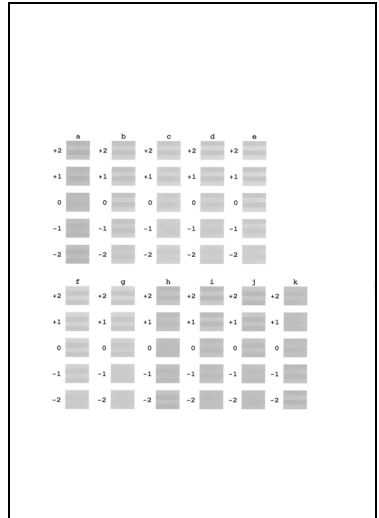 a b c d e
+2 +2 +2 +2 +2
+1 +1 +1 +1 +1
0 0 0 0 0
-1 -1 -1 -1 -1
-2 -2 -2 -2 -2
f g h i j k
+2 +2 +2 +2 +2 +2
+1 +1 +1 +1 +1 +1
0 0 0 0 0 0
-1 -1 -1 -1 -1 -1
-2 -2 -2 -2 -2 -2